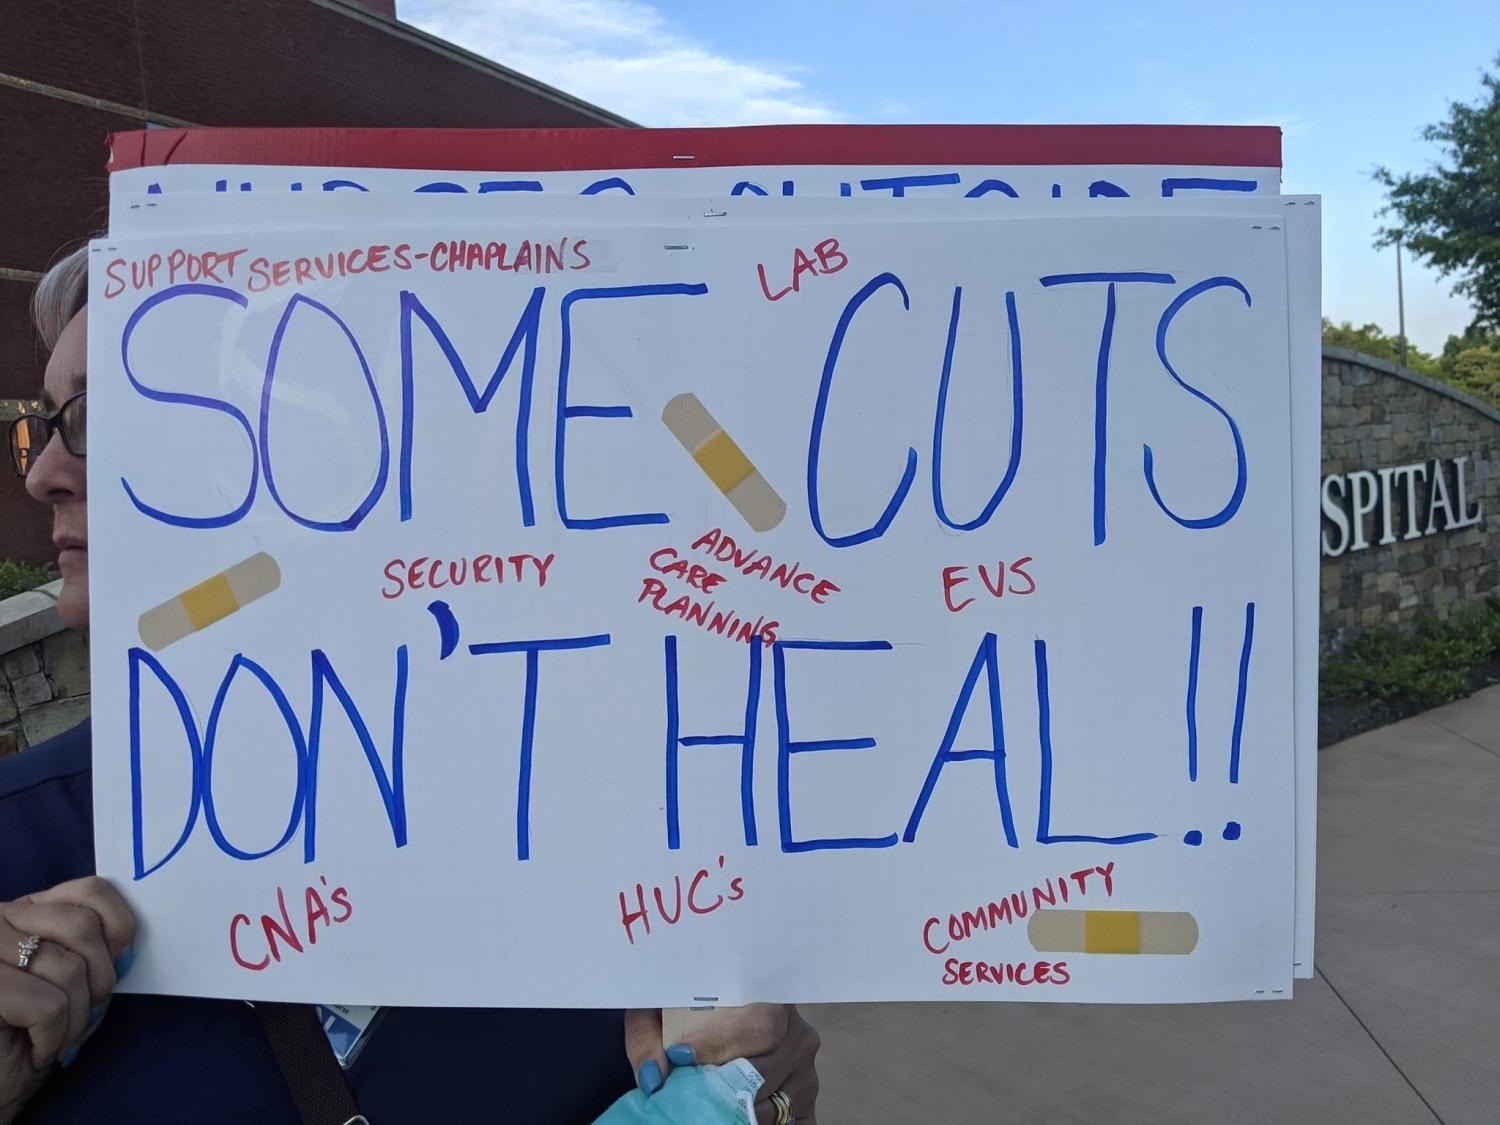 SUPPORT SERVICES-CHAPLAINS
LAB
SOME CUTS
SECURITY
ADVANCE
CARE
PLANNING
EVS
DON'T HEAL!!
CNA's
HUC's
COMMUNITY
SERVICES
SPITAL